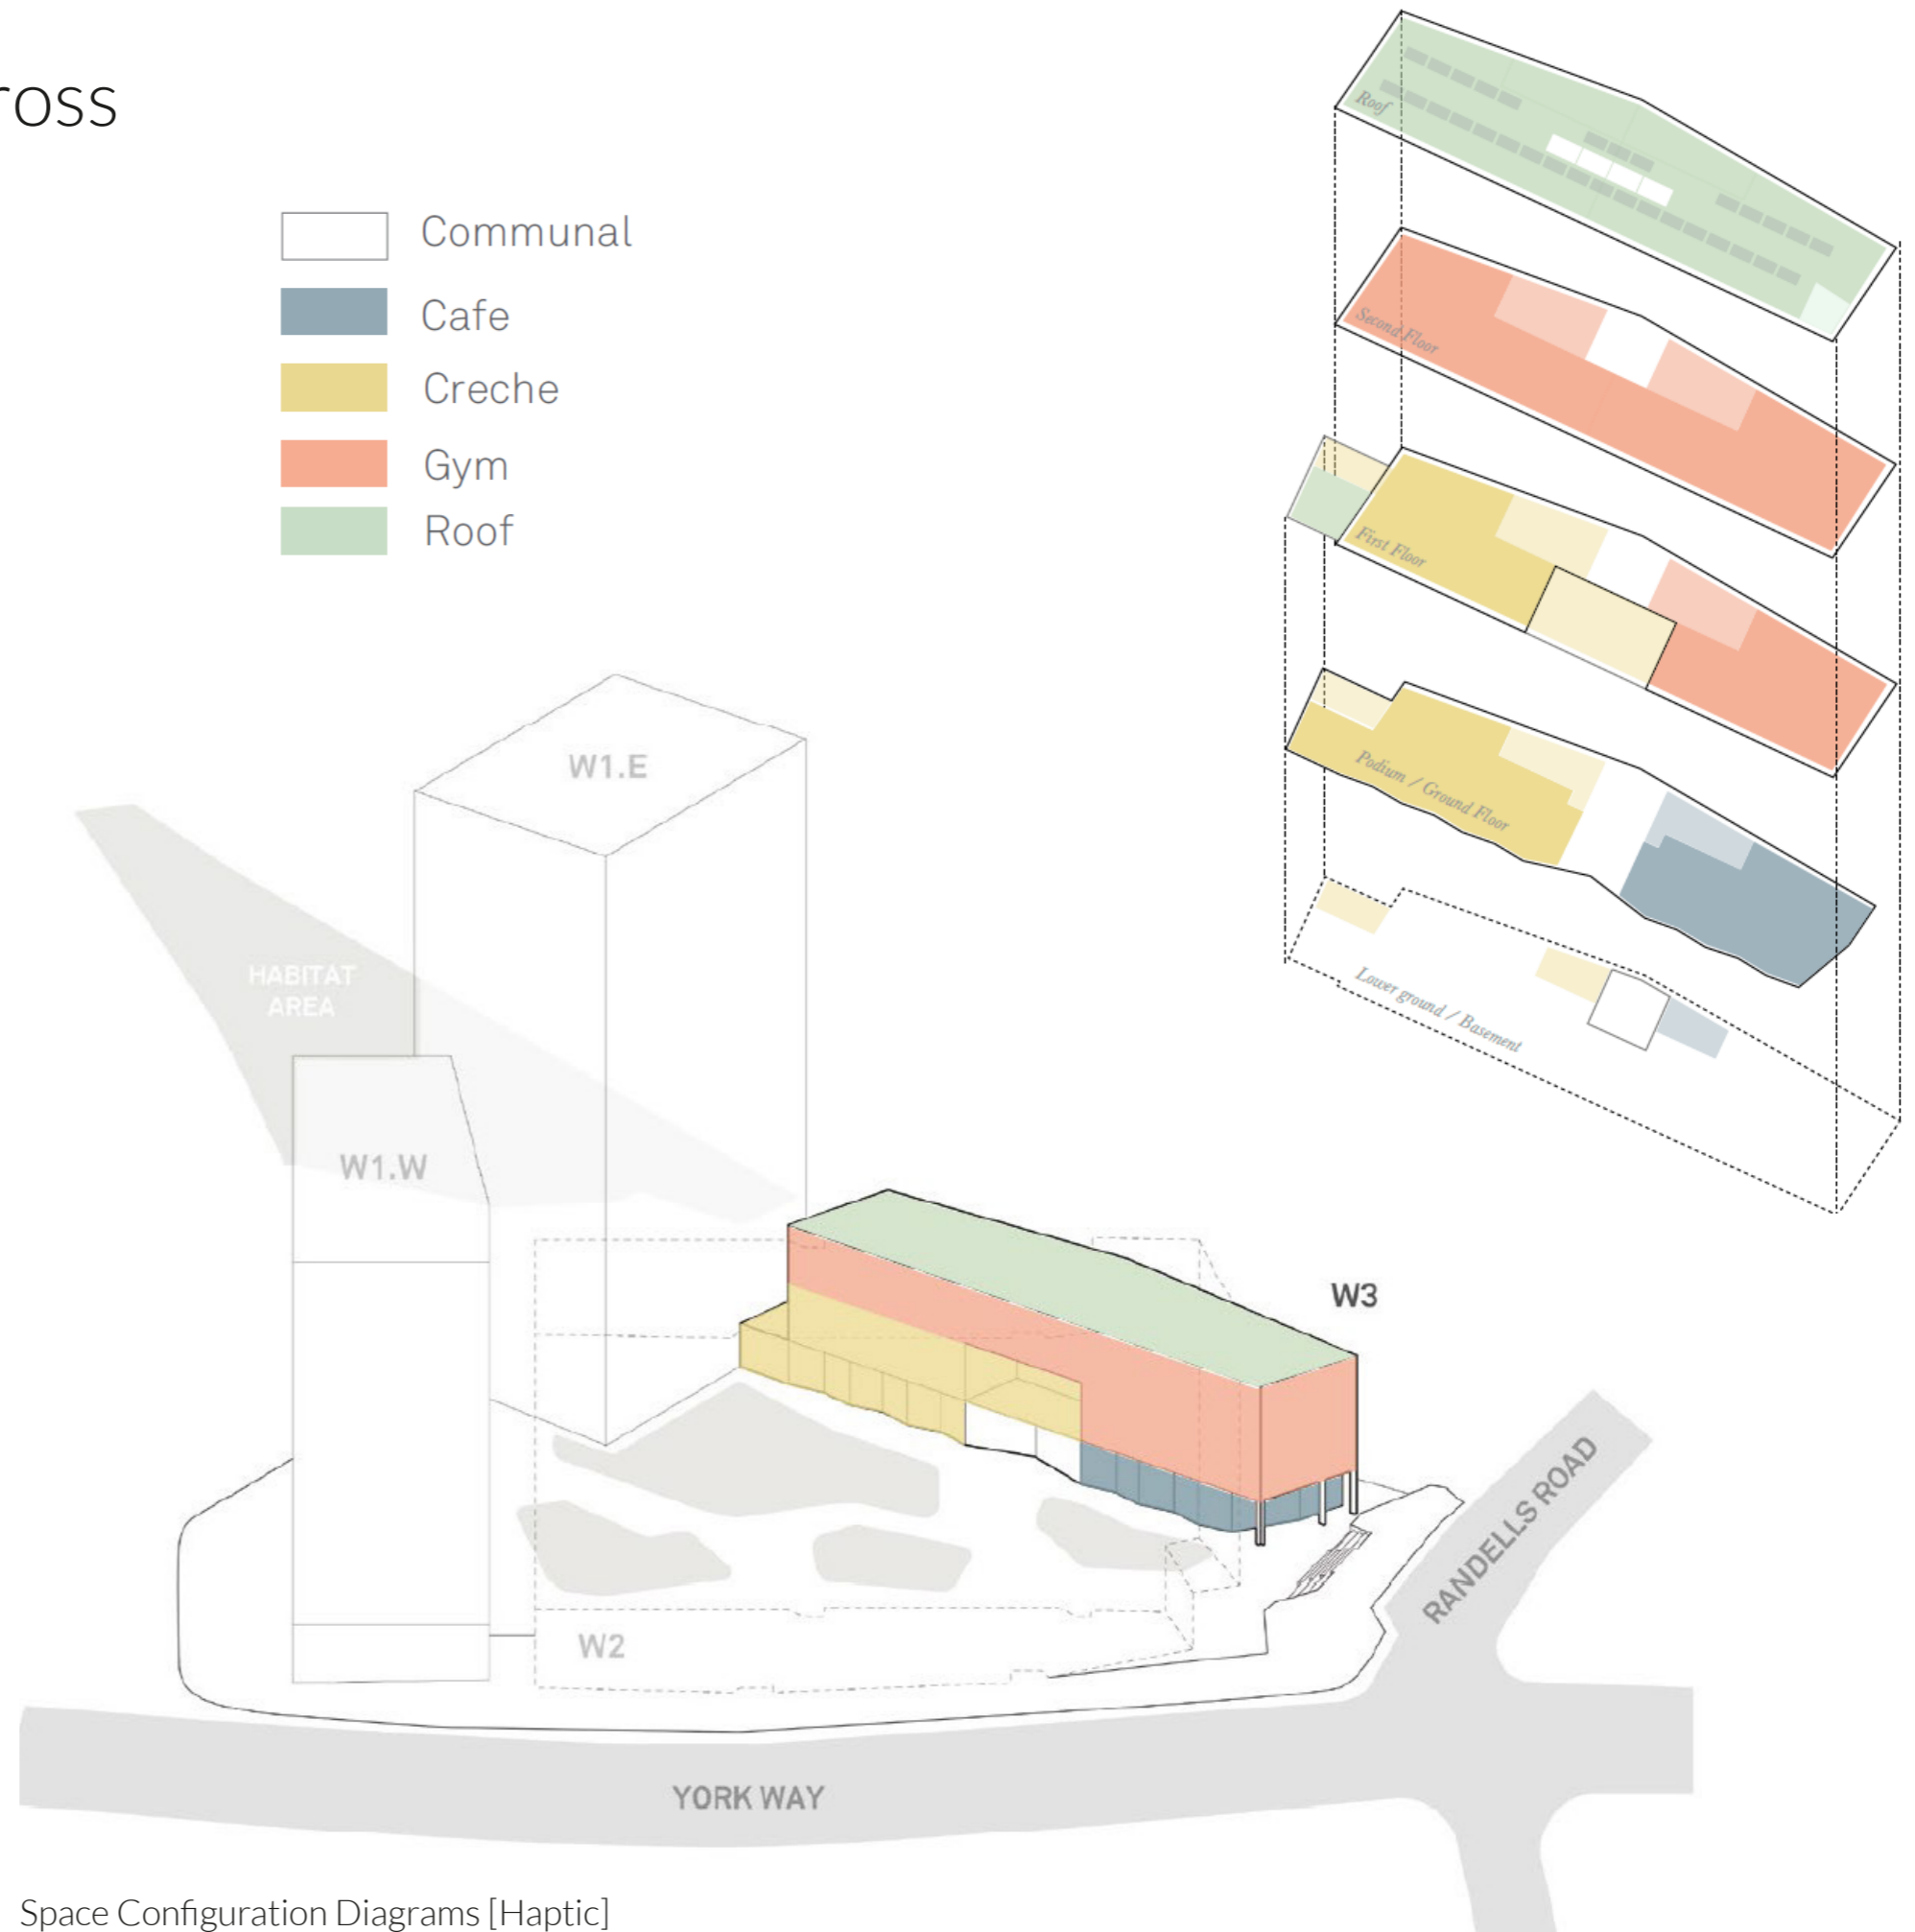 ross
Communal
Cafe
Creche
Gym
Roof
Roof
Second Floor
First Floor
Podium / Ground Floor
Lower ground / Basement
W1.E
HABITAT
AREA
W1.W
W3
W2
RANDELLS ROAD
YORK WAY
Space Configuration Diagrams [Haptic]